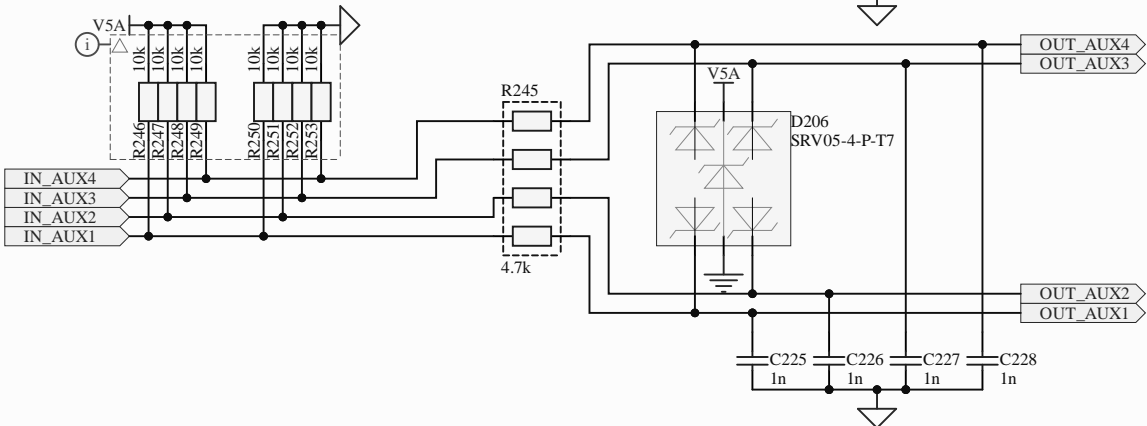 V5A
i
10k
10k
10k
10k
10k
10k
10k
10k
R246
R247
R248
R249
R250
R251
R252
R253
IN_AUX4
IN_AUX3
IN_AUX2
IN_AUX1
R245
4.7k
V5A
D206
SRV05-4-P-T7
OUT_AUX4
OUT_AUX3
OUT_AUX2
OUT_AUX1
C225
1n
C226
1n
C227
1n
C228
1n